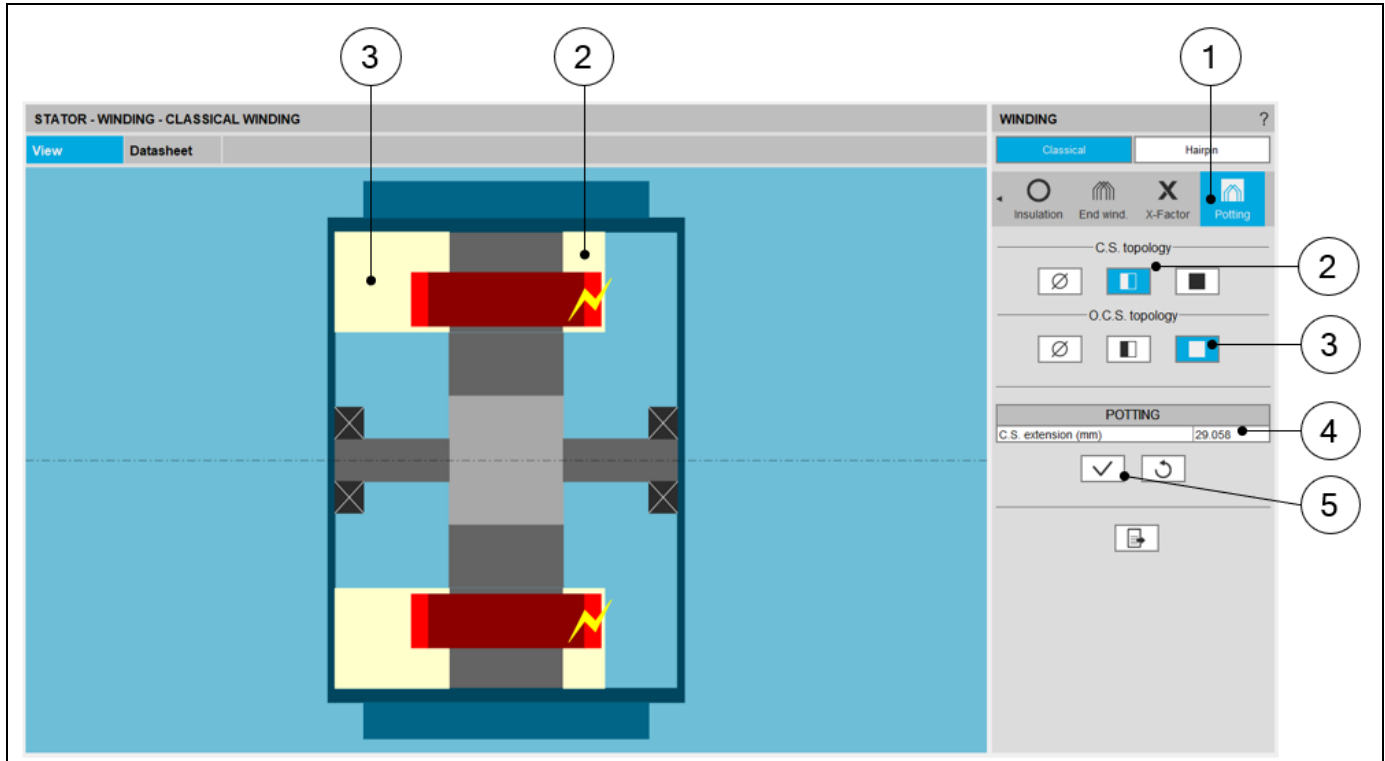 3 2 1
STATOR - WINDING - CLASSICAL WINDING
View Datasheet
WINDING ?
Classical Hairpin
Insulation End wind. X-Factor Potting
C.S. topology
2
O.C.S. topology
3
POTTING
C.S. extension (mm) 29.058
4
5